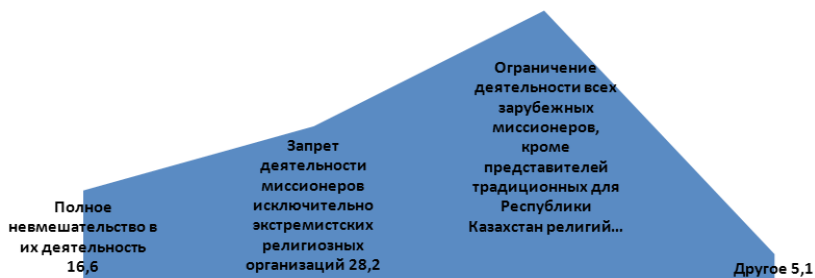 Полное
невмешательство в
их деятельность
16,6
Запрет
деятельности
миссионеров
исключительно
экстремистских
религиозных
организаций 28,2
Ограничение
деятельности всех
зарубежных
миссионеров,
кроме
представителей
традиционных для
Республики
Казахстан религий...
Другое 5,1